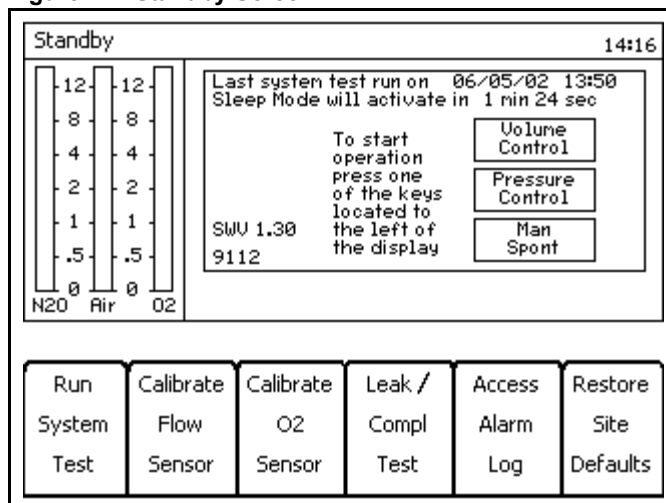 Standby
14:16
12 12
8 8
4 4
2 2
1 1
.5 .5
0 0
N2O Air O2
Last system test run on 06/05/02 13:50
Sleep Mode will activate in 1 min 24 sec
To start
operation
press one
of the keys
located to
the left of
the display
Volume
Control
Pressure
Control
Man
Spont
SWV 1.30
9112
Run
System
Test
Calibrate
Flow
Sensor
Calibrate
O2
Sensor
Leak /
Compl
Test
Access
Alarm
Log
Restore
Site
Defaults